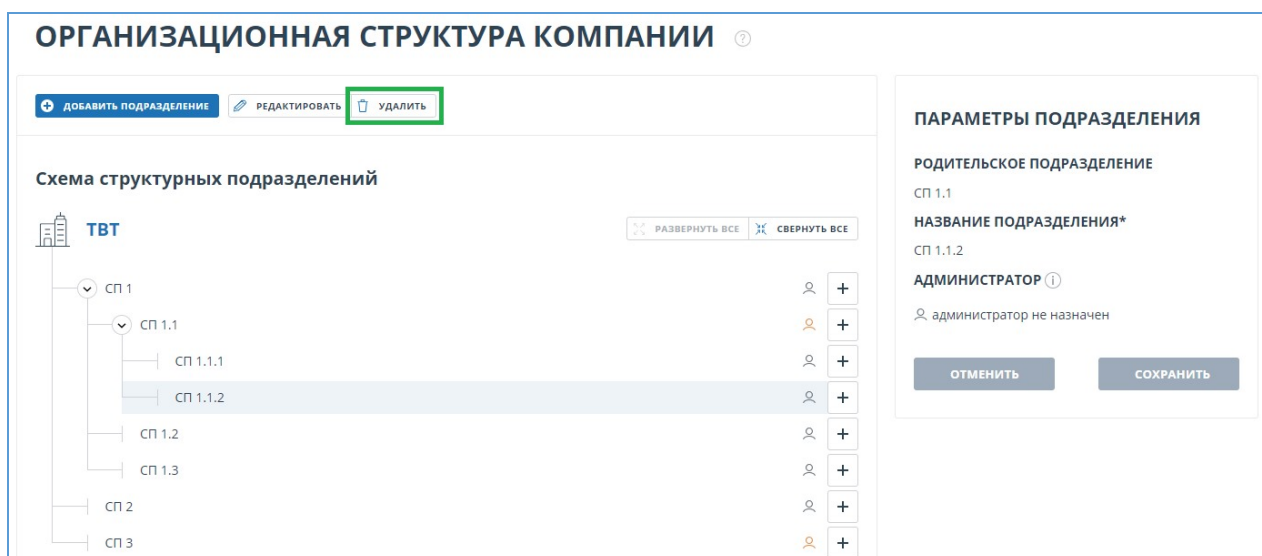 ОРГАНИЗАЦИОННАЯ СТРУКТУРА КОМПАНИИ ?
ДОБАВИТЬ ПОДРАЗДЕЛЕНИЕ РЕДАКТИРОВАТЬ УДАЛИТЬ
Схема структурных подразделений
ТВТ
РАЗВЕРНУТЬ ВСЕ СВЕРНУТЬ ВСЕ
СП 1
СП 1.1
СП 1.1.1
СП 1.1.2
СП 1.2
СП 1.3
СП 2
СП 3
ПАРАМЕТРЫ ПОДРАЗДЕЛЕНИЯ
РОДИТЕЛЬСКОЕ ПОДРАЗДЕЛЕНИЕ
СП 1.1
НАЗВАНИЕ ПОДРАЗДЕЛЕНИЯ*
СП 1.1.2
АДМИНИСТРАТОР i
администратор не назначен
ОТМЕНИТЬ СОХРАНИТЬ